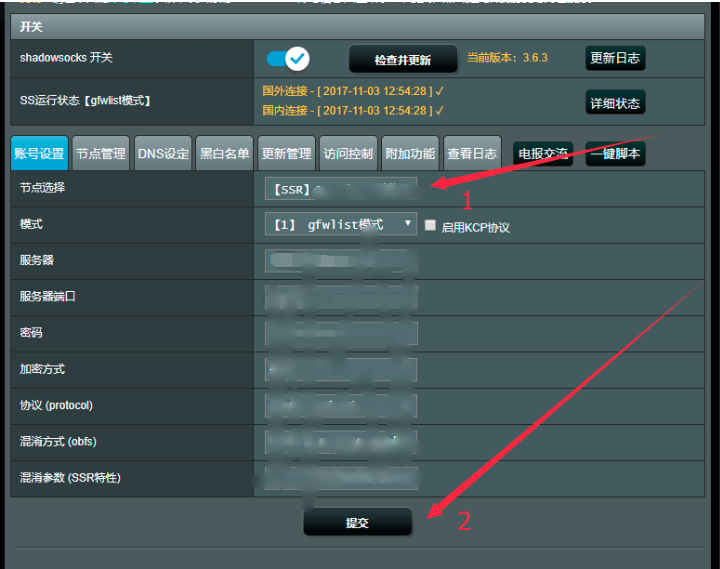 开关
shadowsocks 开关
检查并更新
当前版本：3.6.3
更新日志
SS运行状态【gfwlist模式】
国外连接 - [ 2017-11-03 12:54:28 ] ✓
国内连接 - [ 2017-11-03 12:54:28 ] ✓
详细状态
账号设置 节点管理 DNS设定 黑白名单 更新管理 访问控制 附加功能 查看日志 电报交流 一键脚本
节点选择
【SSR】
1
模式
【1】 gfwlist模式
启用KCP协议
服务器
服务器端口
密码
加密方式
协议 (protocol)
混淆方式 (obfs)
混淆参数 (SSR特性)
提交
2